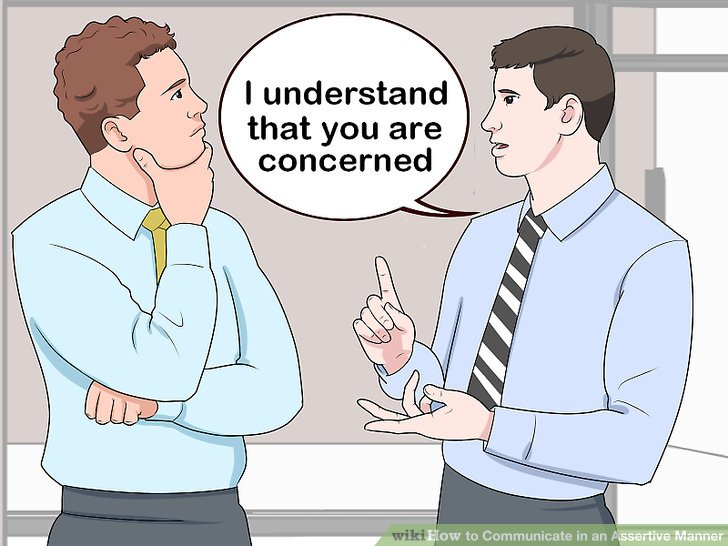 I understand
that you are
concerned
wikiHow to Communicate in an Assertive Manner